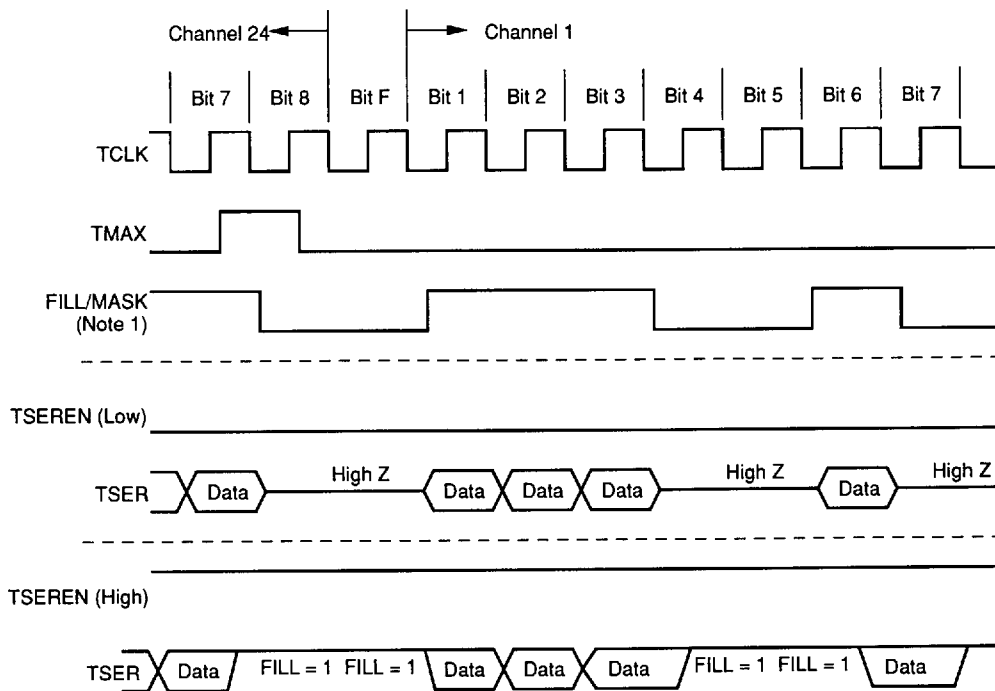 Channel 24 Channel 1
Bit 7 Bit 8 Bit F Bit 1 Bit 2 Bit 3 Bit 4 Bit 5 Bit 6 Bit 7
TCLK
TMAX
FILL/MASK
(Note 1)
TSEREN (Low)
TSER Data High Z Data Data Data High Z Data High Z
TSEREN (High)
TSER Data FILL = 1 FILL = 1 Data Data Data FILL = 1 FILL = 1 Data